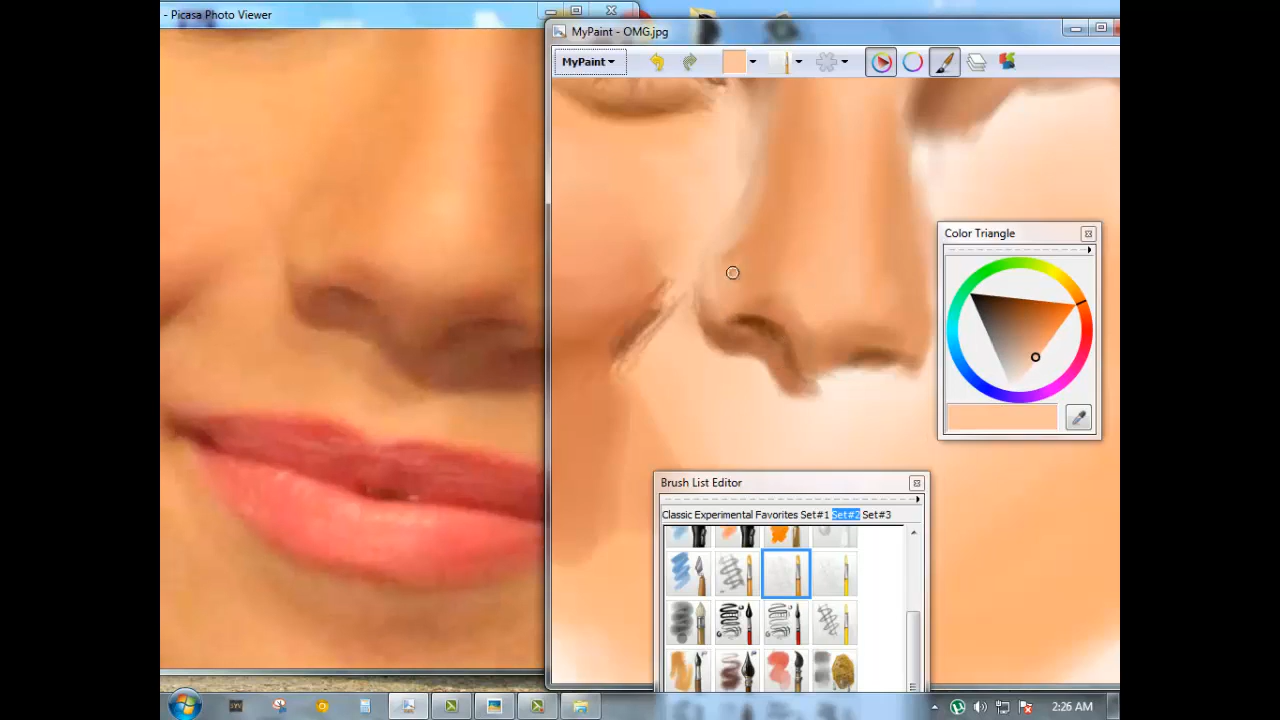 - Picasa Photo Viewer
MyPaint - OMG.jpg
MyPaint
Color Triangle
Brush List Editor
Classic Experimental Favorites Set#1 Set#2 Set#3
2:26 AM